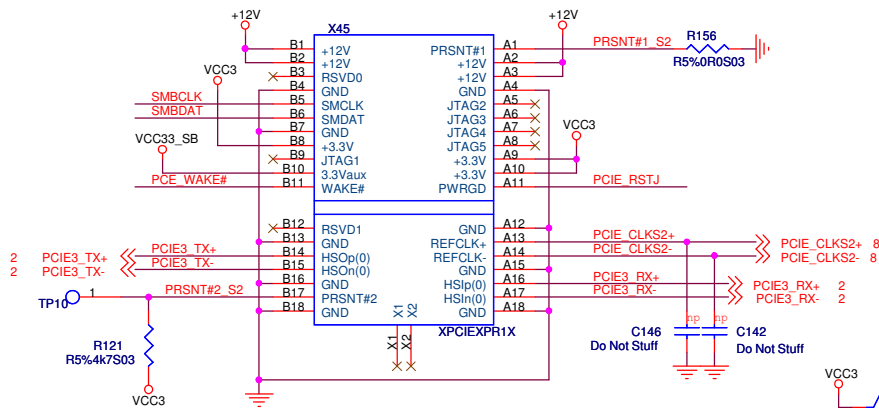 +12V
X45
+12V
B1 +12V PRSNT#1 A1 PRSNT#1_S2 R156
B2 +12V +12V A2 R5%0R0S03
B3 RSVD0 +12V A3
VCC3 B4 GND GND A4
SMBCLK B5 SMCLK JTAG2 A5
SMBDAT B6 SMDAT JTAG3 A6
B7 GND JTAG4 A7 VCC3
VCC33_SB B8 +3.3V JTAG5 A8
B9 JTAG1 +3.3V A9
B10 3.3Vaux +3.3V A10
PCE_WAKE# B11 WAKE# PWRGD A11 PCIE_RSTJ
B12 RSVD1 GND A12
B13 GND REFCLK+ A13 PCIE_CLKS2+ PCIE_CLKS2+ 8
2 PCIE3_TX+ PCIE3_TX+ B14 HSOp(0) REFCLK- A14 PCIE_CLKS2- PCIE_CLKS2- 8
2 PCIE3_TX- PCIE3_TX- B15 HSOn(0) GND A15
B16 GND HSIp(0) A16 PCIE3_RX+ PCIE3_RX+ 2
TP10 1 PRSNT#2_S2 B17 PRSNT#2 HSIn(0) A17 PCIE3_RX- PCIE3_RX- 2
B18 GND GND A18
X1 X2
X1 X2
XPCIEXPR1X
np np
C146 C142
Do Not Stuff Do Not Stuff
R121
R5%4k7S03
VCC3
VCC3